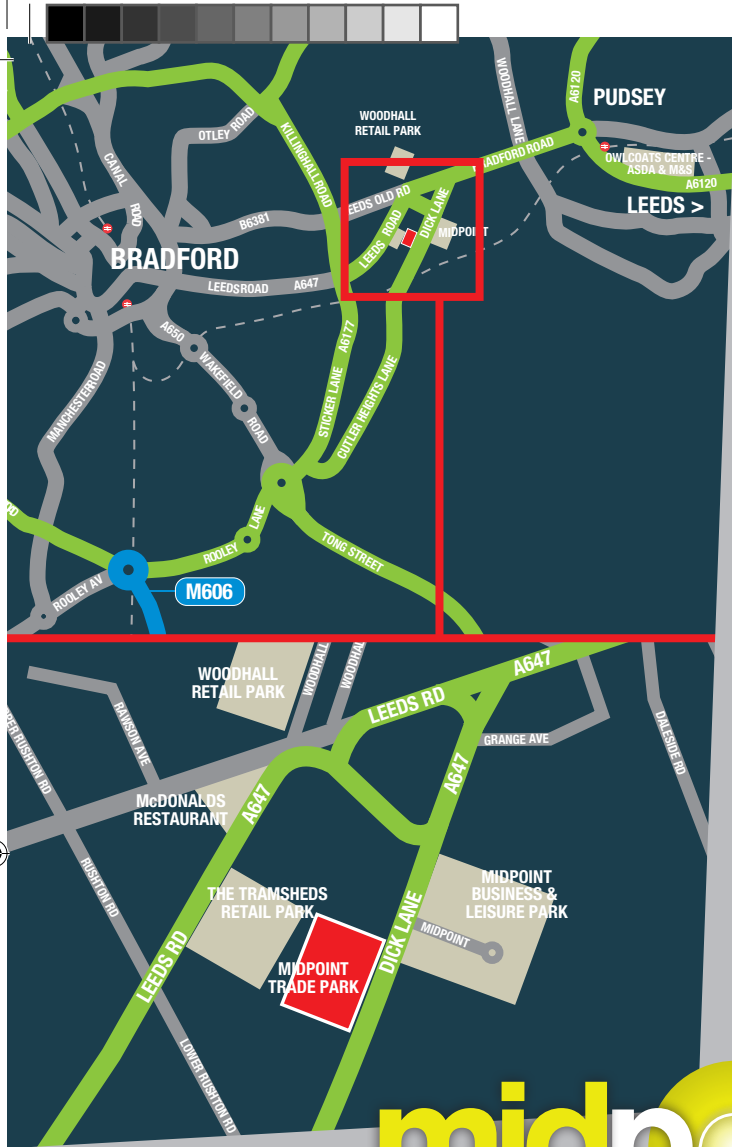 WOODHALL LANE
A6120
PUDSEY
WOODHALL
RETAIL PARK
OTLEY ROAD
KILLINGHALL ROAD
CANAL ROAD
BRADFORD ROAD
OWLCOATS CENTRE -
ASDA & M&S
A6120
LEEDS >
EEDS OLD RD
B6381
LEEDS ROAD
DICK LANE
MIDPOINT
BRADFORD
LEEDSROAD A647
A650
WAKEFIELD ROAD
A6177
STICKER LANE
CUTLER HEIGHTS LANE
MANCHESTERROAD
ROOLEY LANE
TONG STREET
ROOLEY AV
M606
WOODHALL
RETAIL PARK
WOODHALL
WOODHAL
A647
LEEDS RD
RAWSON AVE
PER RUSHTON RD
GRANGE AVE
DALESIDE RD
McDONALDS
RESTAURANT
A647
A647
RUSHTON RD
THE TRAMSHEDS
RETAIL PARK
MIDPOINT
BUSINESS &
LEISURE PARK
MIDPOINT
DICK LANE
MIDPOINT
TRADE PARK
LEEDS RD
LOWER RUSHTON RD
midp